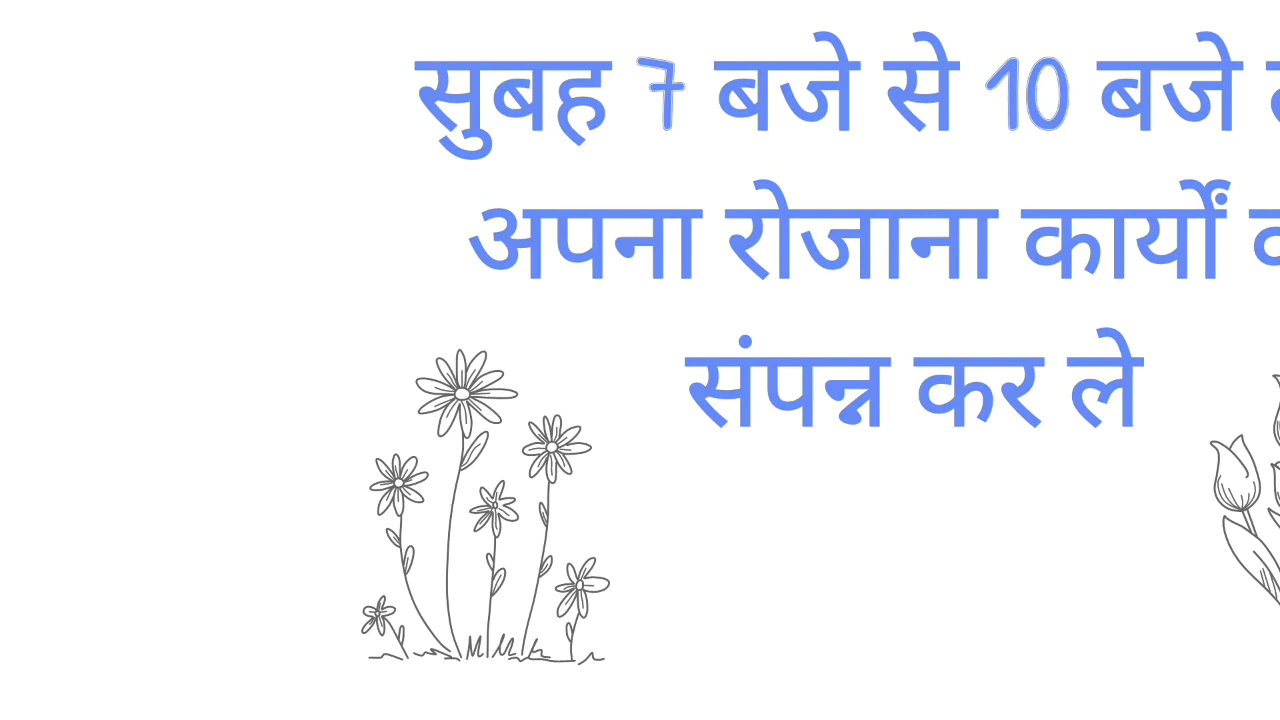 सुबह 7 बजे से 10 बजे
अपना रोजाना कार्यों
संपन्न कर ले